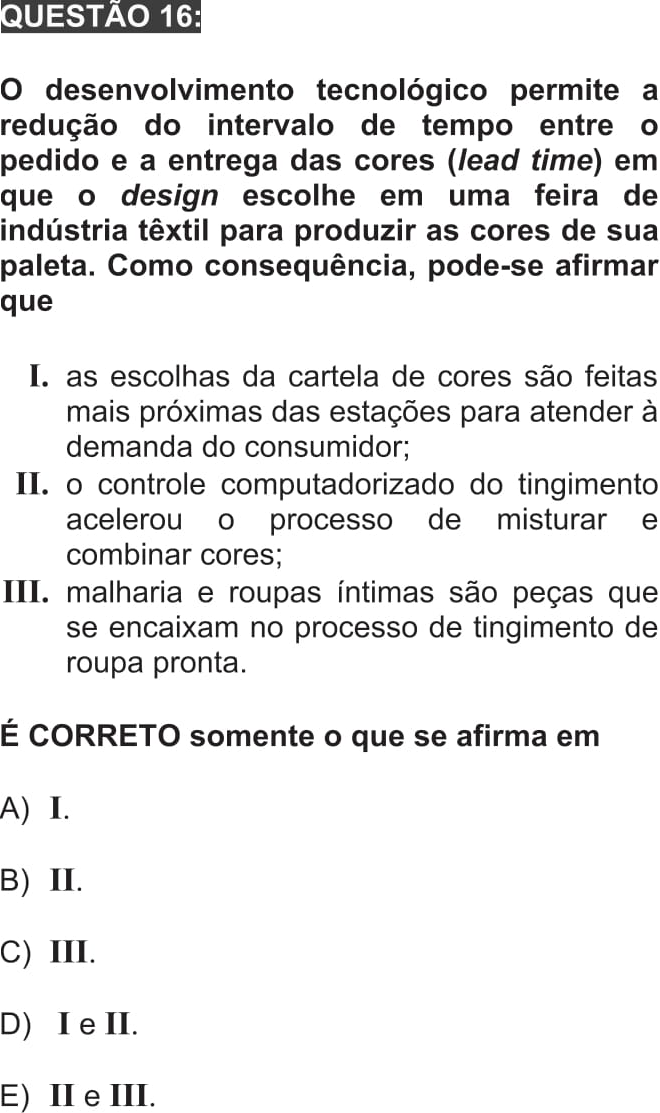 QUESTÃO 16:
O desenvolvimento tecnológico permite a
redução do intervalo de tempo entre o
pedido e a entrega das cores (lead time) em
que o design escolhe em uma feira de
indústria têxtil para produzir as cores de sua
paleta. Como consequência, pode-se afirmar
que
I. as escolhas da cartela de cores são feitas
mais próximas das estações para atender à
demanda do consumidor;
II. o controle computadorizado do tingimento
acelerou o processo de misturar e
combinar cores;
III. malharia e roupas íntimas são peças que
se encaixam no processo de tingimento de
roupa pronta.
É CORRETO somente o que se afirma em
A) I.
B) II.
C) III.
D) I e II.
E) II e III.